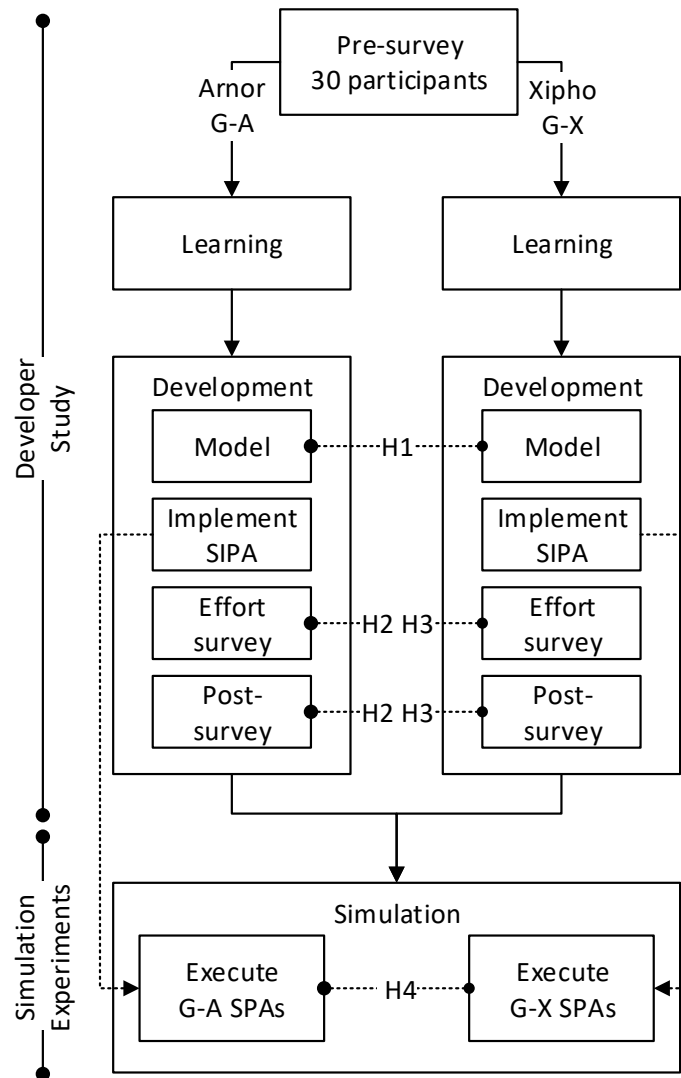 Pre-survey
30 participants
Arnor
G-A
Xipho
G-X
Learning
Learning
Developer
Study
Development
Development
Model
H1
Model
Implement
SIPA
Implement
SIPA
Effort
survey
H2 H3
Effort
survey
Post-
survey
H2 H3
Post-
survey
Simulation
Experiments
Simulation
Execute
G-A SPAs
H4
Execute
G-X SPAs